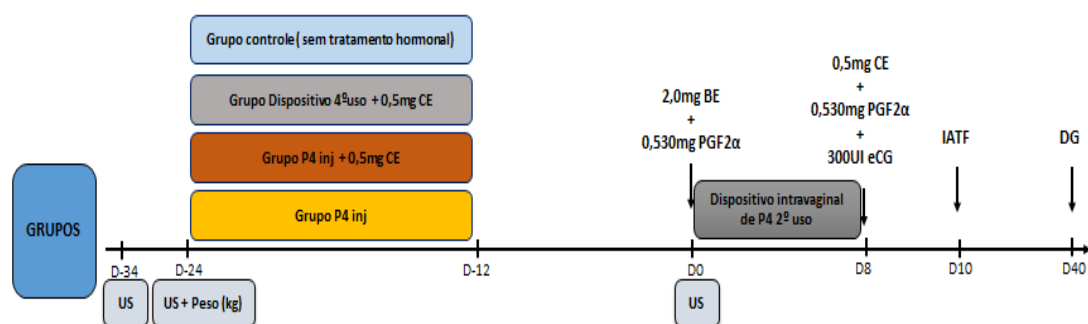 Grupo controle( sem tratamento hormonal)
Grupo Dispositivo 4ºuso + 0,5mg CE
Grupo P4 inj + 0,5mg CE
Grupo P4 inj
GRUPOS
2,0mg BE
+
0,530mg PGF2α
0,5mg CE
+
0,530mg PGF2α
+
300UI eCG
IATF
DG
Dispositivo intravaginal
de P4 2º uso
D-34
D-24
D-12
D0
D8
D10
D40
US
US + Peso (kg)
US